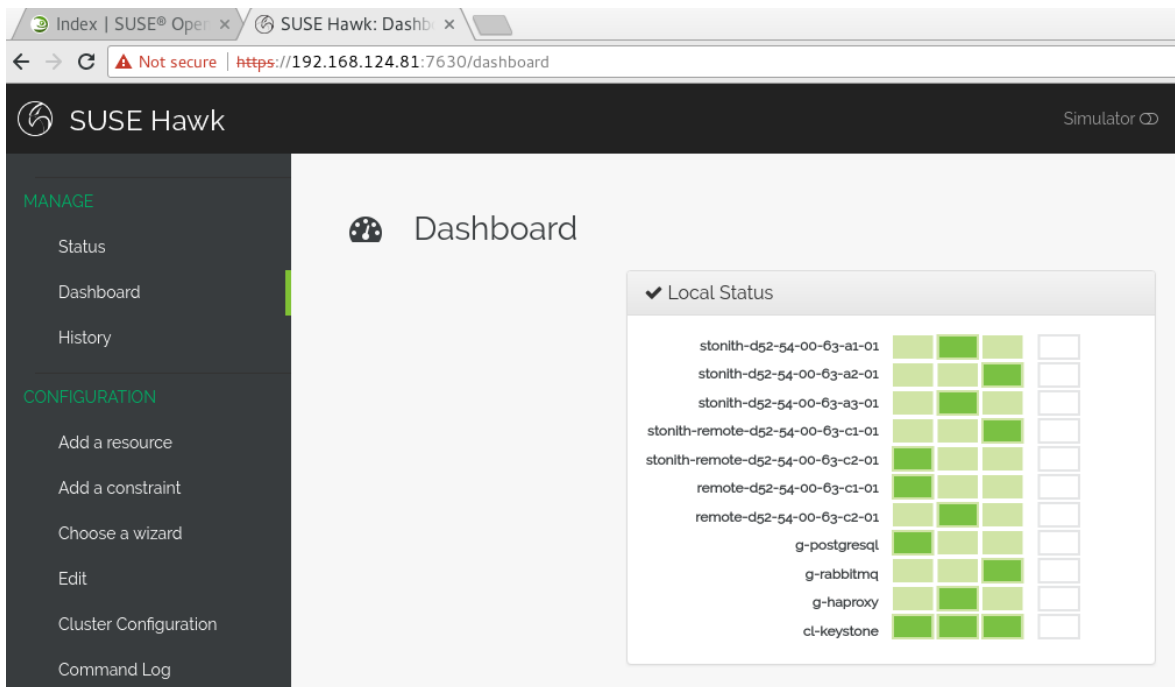 Index | SUSE® Oper
SUSE Hawk: Dashb
Not secure | https://192.168.124.81:7630/dashboard
SUSE Hawk
Simulator
MANAGE
Status
Dashboard
History
CONFIGURATION
Add a resource
Add a constraint
Choose a wizard
Edit
Cluster Configuration
Command Log
Dashboard
Local Status
stonith-d52-54-00-63-a1-01
stonith-d52-54-00-63-a2-01
stonith-d52-54-00-63-a3-01
stonith-remote-d52-54-00-63-c1-01
stonith-remote-d52-54-00-63-c2-01
remote-d52-54-00-63-c1-01
remote-d52-54-00-63-c2-01
g-postgresql
g-rabbitmq
g-haproxy
cl-keystone